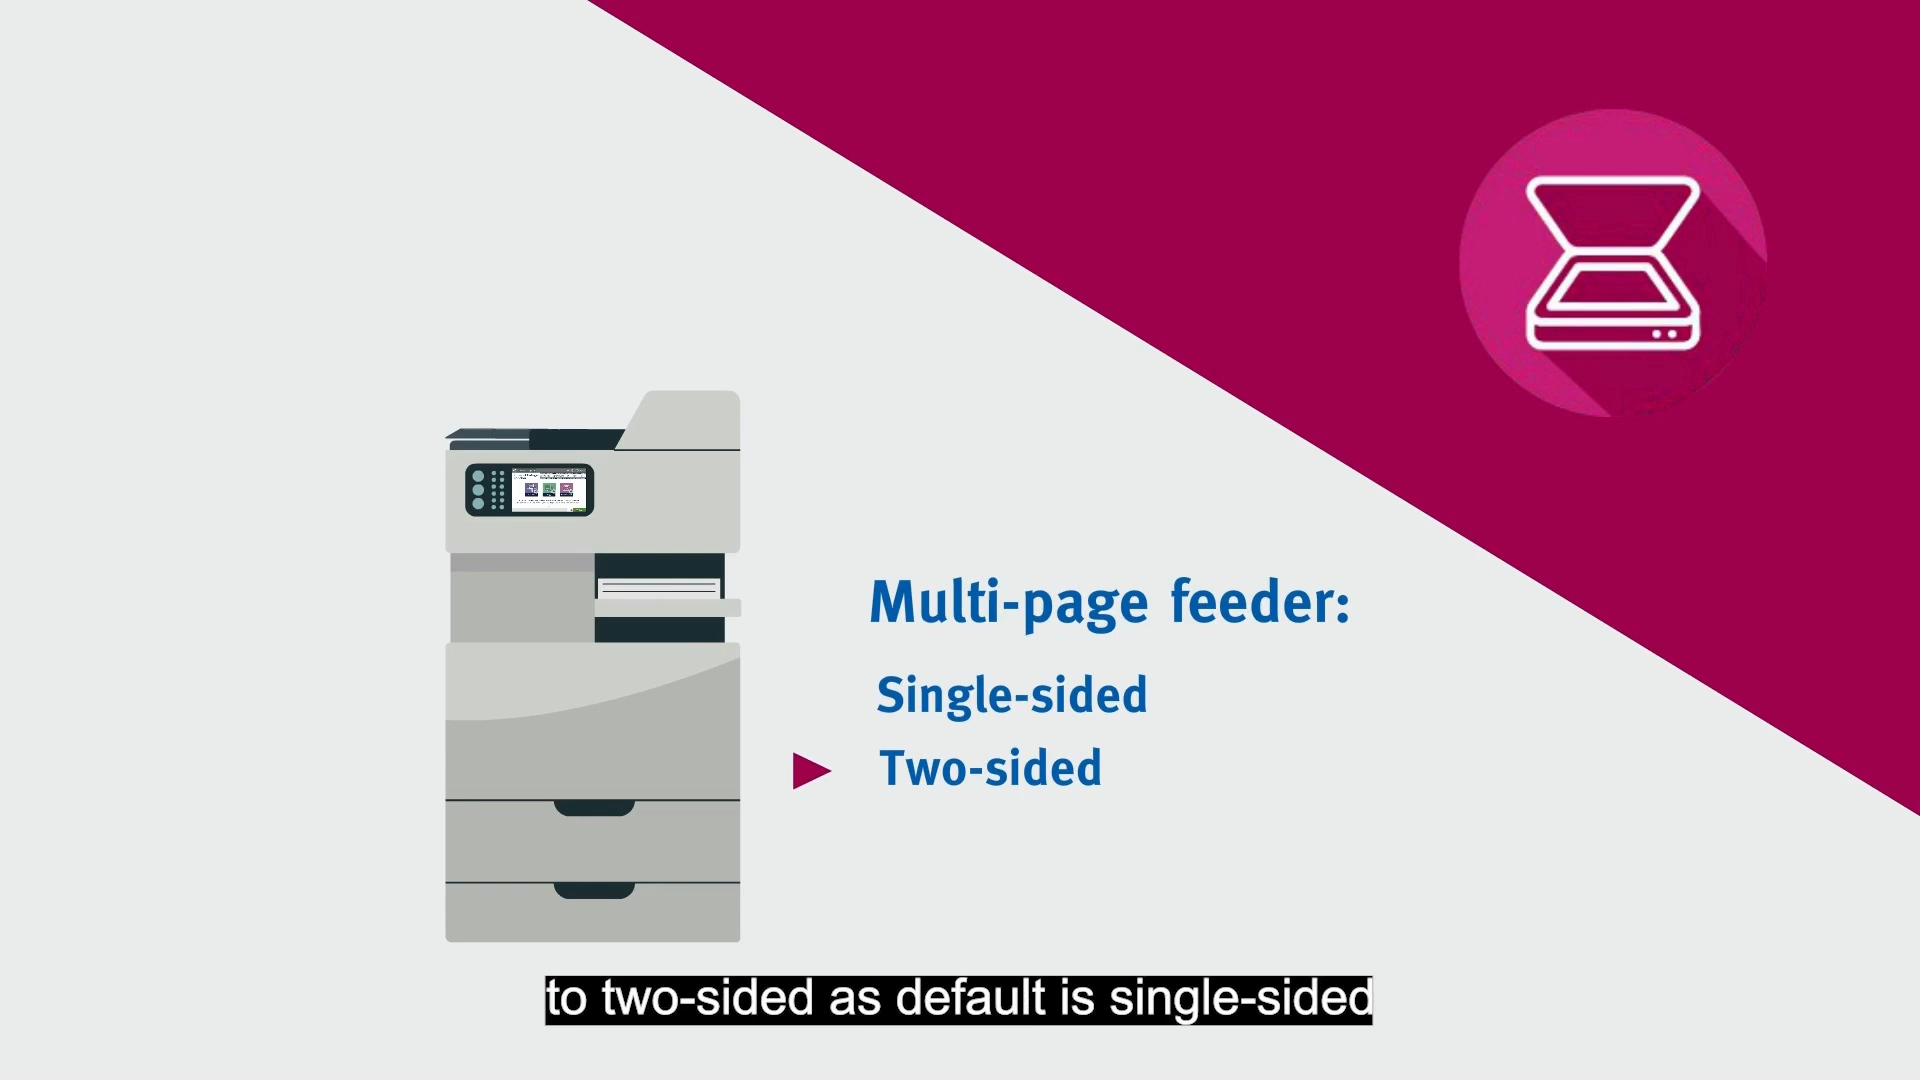 Multi-page feeder:
Single-sided
Two-sided
to two-sided as default is single-sided